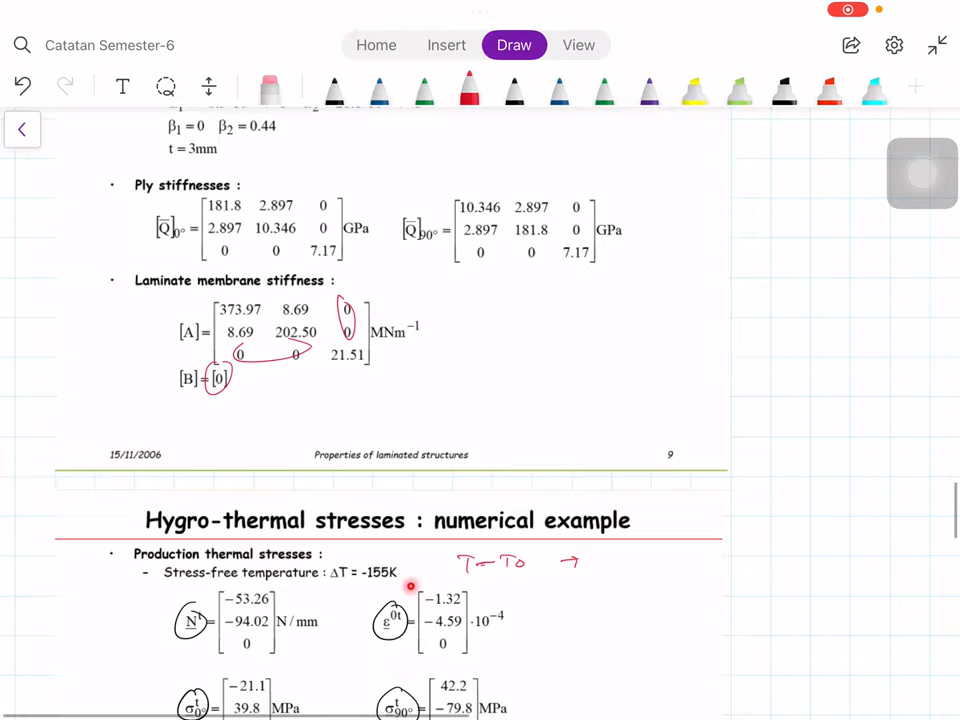 Catatan Semester-6
Home Insert Draw View
β1 = 0 β2 = 0.44
t = 3mm
· Ply stiffnesses :
[Q̅]0° = [181.8 2.897 0
2.897 10.346 0
0 0 7.17] GPa
[Q̅]90° = [10.346 2.897 0
2.897 181.8 0
0 0 7.17] GPa
· Laminate membrane stiffness :
[A] = [373.97 8.69 0
8.69 202.50 0
0 0 21.51] MNm⁻¹
[B] = [0]
15/11/2006 Properties of laminated structures 9
Hygro-thermal stresses : numerical example
· Production thermal stresses :
T - T0 →
- Stress-free temperature : ΔT = -155K
Nᵗ = [-53.26
-94.02
0] N/mm
ε⁰ᵗ = [-1.32
-4.59
0] ·10⁻⁴
σᵗ0° = [-21.1
39.8 MPa
σᵗ90° = [42.2
-79.8 MPa